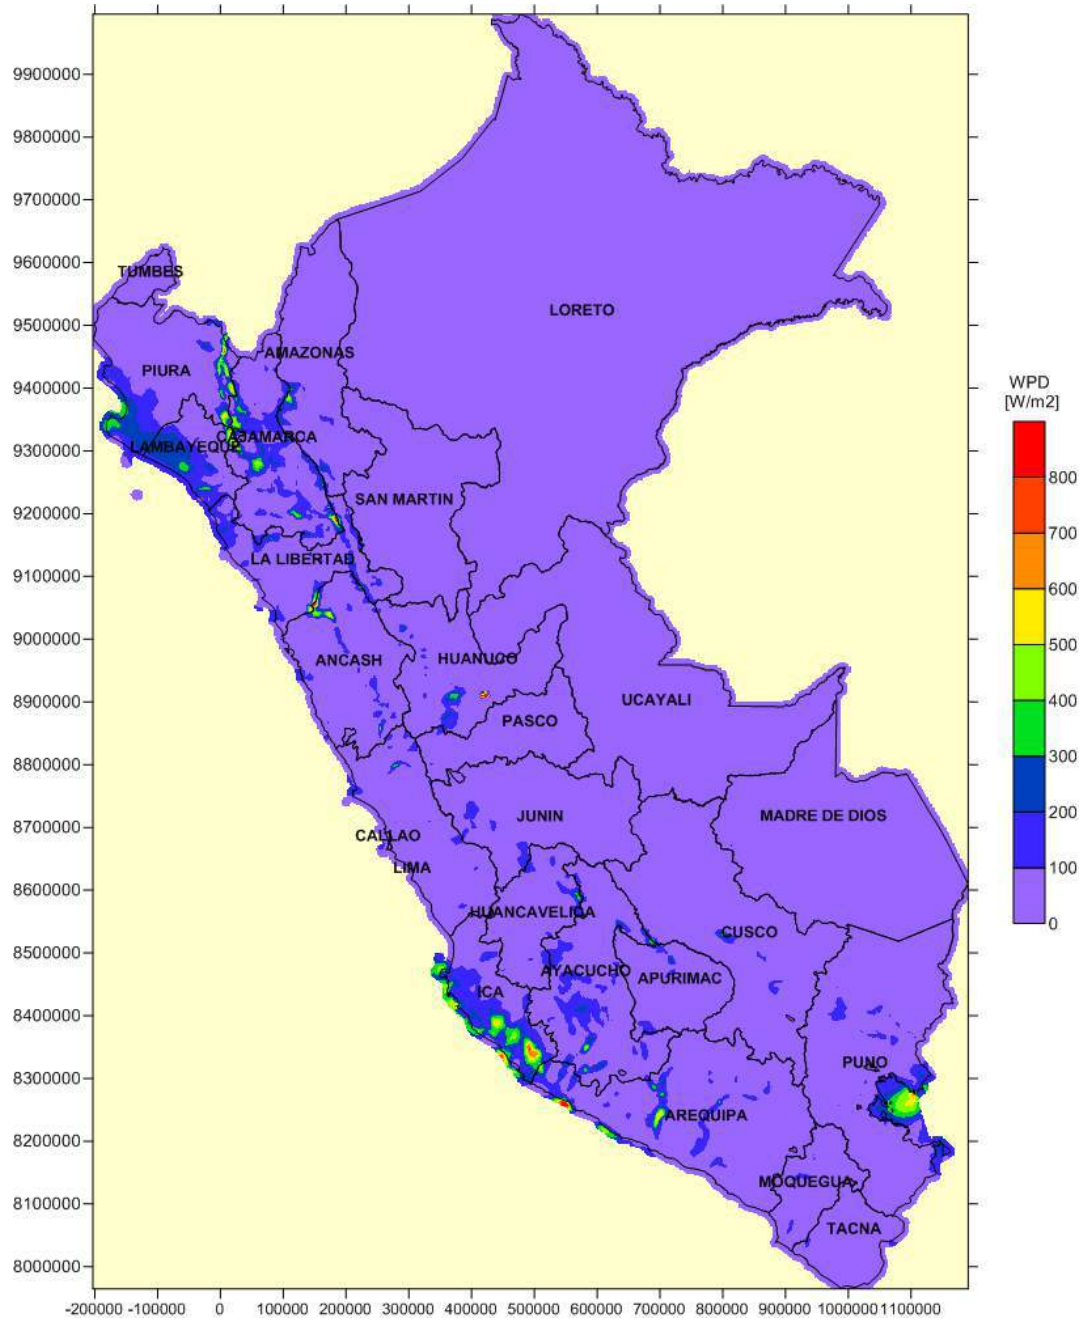 9900000
9800000
9700000
9600000
9500000
9400000
9300000
9200000
9100000
9000000
8900000
8800000
8700000
8600000
8500000
8400000
8300000
8200000
8100000
8000000
TUMBES
LORETO
AMAZONAS
PIURA
CAJAMARCA
LAMBAYEQUE
SAN MARTIN
LA LIBERTAD
ANCASH
HUANUCO
UCAYALI
PASCO
JUNIN
MADRE DE DIOS
CALLAO
LIMA
HUANCAVELICA
CUSCO
AYACUCHO
APURIMAC
ICA
PUNO
AREQUIPA
MOQUEGUA
TACNA
WPD
[W/m2]
800
700
600
500
400
300
200
100
0
-200000 -100000 0 100000 200000 300000 400000 500000 600000 700000 800000 900000 1000000 1100000